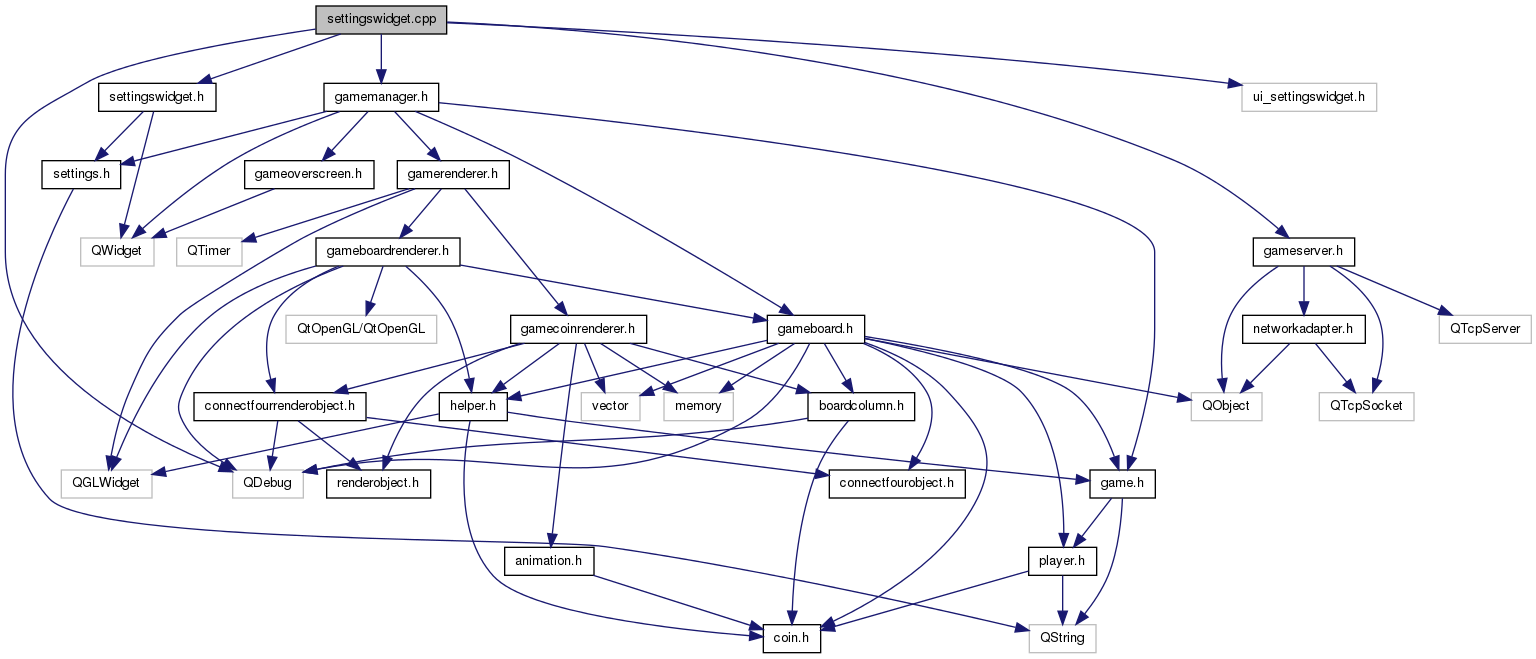 settingswidget.cpp
settingswidget.h
gamemanager.h
ui_settingswidget.h
settings.h
gameoverscreen.h
gamerenderer.h
QWidget
QTimer
gameboardrenderer.h
gameserver.h
QtOpenGL/QtOpenGL
gamecoinrenderer.h
gameboard.h
networkadapter.h
QTcpServer
connectfourrenderobject.h
helper.h
vector
memory
boardcolumn.h
QObject
QTcpSocket
QGLWidget
QDebug
renderobject.h
connectfourobject.h
game.h
animation.h
player.h
coin.h
QString